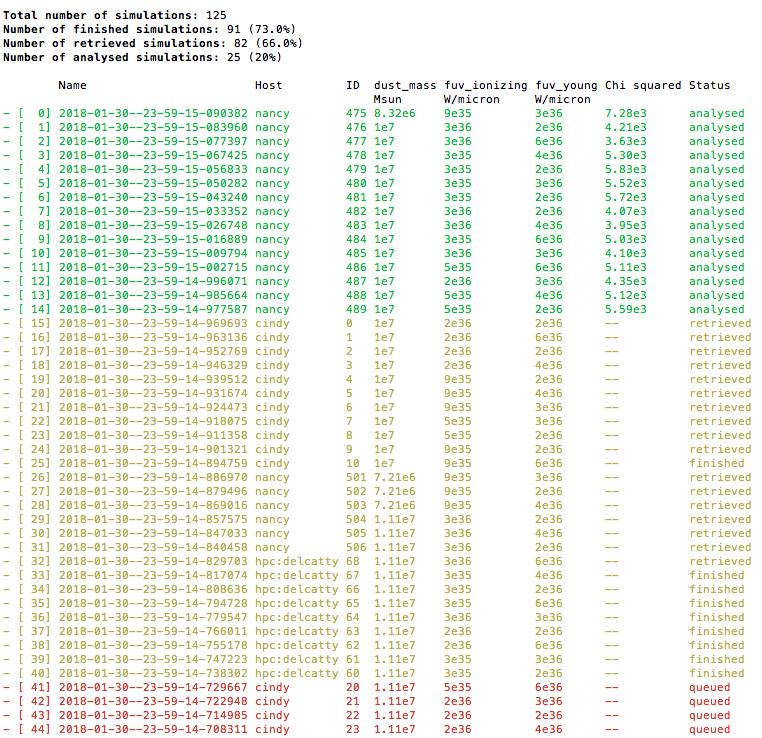 Total number of simulations: 125
Number of finished simulations: 91 (73.0%)
Number of retrieved simulations: 82 (66.0%)
Number of analysed simulations: 25 (20%)
Name Host ID dust_mass fuv_ionizing fuv_young Chi squared Status
Msun W/micron W/micron
- [ 0] 2018-01-30--23-59-15-090382 nancy 475 8.32e6 9e35 3e36 7.28e3 analysed
- [ 1] 2018-01-30--23-59-15-083960 nancy 476 1e7 3e36 2e36 4.21e3 analysed
- [ 2] 2018-01-30--23-59-15-077397 nancy 477 1e7 3e36 6e36 3.63e3 analysed
- [ 3] 2018-01-30--23-59-15-067425 nancy 478 1e7 3e35 4e36 5.30e3 analysed
- [ 4] 2018-01-30--23-59-15-056833 nancy 479 1e7 3e35 2e36 5.83e3 analysed
- [ 5] 2018-01-30--23-59-15-050282 nancy 480 1e7 3e35 3e36 5.52e3 analysed
- [ 6] 2018-01-30--23-59-15-043240 nancy 481 1e7 3e35 2e36 5.72e3 analysed
- [ 7] 2018-01-30--23-59-15-033352 nancy 482 1e7 3e36 3e36 4.07e3 analysed
- [ 8] 2018-01-30--23-59-15-026748 nancy 483 1e7 3e36 4e36 3.95e3 analysed
- [ 9] 2018-01-30--23-59-15-016889 nancy 484 1e7 3e35 6e36 5.03e3 analysed
- [ 10] 2018-01-30--23-59-15-009794 nancy 485 1e7 3e36 3e36 4.10e3 analysed
- [ 11] 2018-01-30--23-59-15-002715 nancy 486 1e7 5e35 6e36 5.11e3 analysed
- [ 12] 2018-01-30--23-59-14-996071 nancy 487 1e7 3e36 2e36 4.35e3 analysed
- [ 13] 2018-01-30--23-59-14-985664 nancy 488 1e7 5e35 4e36 5.12e3 analysed
- [ 14] 2018-01-30--23-59-14-977587 nancy 489 1e7 5e35 2e36 5.59e3 analysed
- [ 15] 2018-01-30--23-59-14-969693 cindy 0 1e7 2e36 2e36 -- retrieved
- [ 16] 2018-01-30--23-59-14-963136 cindy 1 1e7 2e36 6e36 -- retrieved
- [ 17] 2018-01-30--23-59-14-952769 cindy 2 1e7 2e36 4e36 -- retrieved
- [ 18] 2018-01-30--23-59-14-946329 cindy 3 1e7 2e36 3e36 -- retrieved
- [ 19] 2018-01-30--23-59-14-939512 cindy 4 1e7 9e35 2e36 -- retrieved
- [ 20] 2018-01-30--23-59-14-931674 cindy 5 1e7 9e35 4e36 -- retrieved
- [ 21] 2018-01-30--23-59-14-924473 cindy 6 1e7 9e35 3e36 -- retrieved
- [ 22] 2018-01-30--23-59-14-918075 cindy 7 1e7 5e35 3e36 -- retrieved
- [ 23] 2018-01-30--23-59-14-911358 cindy 8 1e7 5e35 2e36 -- retrieved
- [ 24] 2018-01-30--23-59-14-901321 cindy 9 1e7 9e35 2e36 -- retrieved
- [ 25] 2018-01-30--23-59-14-894759 cindy 10 1e7 9e35 6e36 -- finished
- [ 26] 2018-01-30--23-59-14-886970 nancy 501 7.21e6 9e35 3e36 -- retrieved
- [ 27] 2018-01-30--23-59-14-879496 nancy 502 7.21e6 9e35 2e36 -- retrieved
- [ 28] 2018-01-30--23-59-14-869016 nancy 503 7.21e6 9e35 4e36 -- retrieved
- [ 29] 2018-01-30--23-59-14-857575 nancy 504 1.11e7 3e36 2e36 -- retrieved
- [ 30] 2018-01-30--23-59-14-847033 nancy 505 1.11e7 3e36 4e36 -- retrieved
- [ 31] 2018-01-30--23-59-14-840458 nancy 506 1.11e7 3e36 2e36 -- retrieved
- [ 32] 2018-01-30--23-59-14-829703 hpc:delcatty 68 1.11e7 3e36 6e36 -- retrieved
- [ 33] 2018-01-30--23-59-14-817074 hpc:delcatty 67 1.11e7 3e35 4e36 -- finished
- [ 34] 2018-01-30--23-59-14-808636 hpc:delcatty 66 1.11e7 3e35 2e36 -- finished
- [ 35] 2018-01-30--23-59-14-794728 hpc:delcatty 65 1.11e7 3e35 6e36 -- finished
- [ 36] 2018-01-30--23-59-14-779547 hpc:delcatty 64 1.11e7 3e36 3e36 -- finished
- [ 37] 2018-01-30--23-59-14-766011 hpc:delcatty 63 1.11e7 2e36 2e36 -- finished
- [ 38] 2018-01-30--23-59-14-755178 hpc:delcatty 62 1.11e7 2e36 6e36 -- finished
- [ 39] 2018-01-30--23-59-14-747223 hpc:delcatty 61 1.11e7 3e35 3e36 -- finished
- [ 40] 2018-01-30--23-59-14-738302 hpc:delcatty 60 1.11e7 3e35 2e36 -- finished
- [ 41] 2018-01-30--23-59-14-729667 cindy 20 1.11e7 5e35 6e36 -- queued
- [ 42] 2018-01-30--23-59-14-722948 cindy 21 1.11e7 2e36 3e36 -- queued
- [ 43] 2018-01-30--23-59-14-714985 cindy 22 1.11e7 2e36 2e36 -- queued
- [ 44] 2018-01-30--23-59-14-708311 cindy 23 1.11e7 2e36 4e36 -- queued